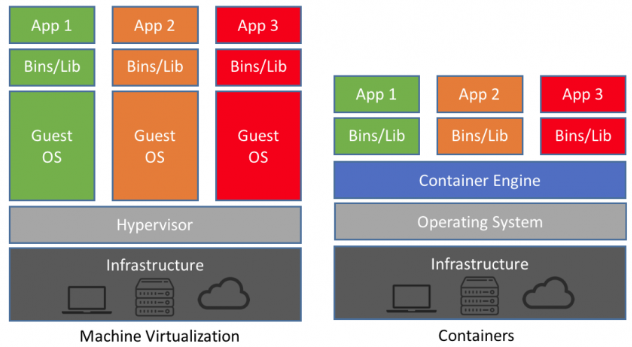 App 1
App 2
App 3
Bins/Lib
Bins/Lib
Bins/Lib
Guest
OS
Guest
OS
Guest
OS
Hypervisor
Infrastructure
Machine Virtualization
App 1
App 2
App 3
Bins/Lib
Bins/Lib
Bins/Lib
Container Engine
Operating System
Infrastructure
Containers